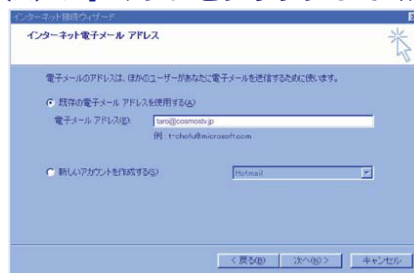 インターネット接続ウィザード
インターネット電子メール アドレス
電子メールのアドレスは、ほかのユーザーがあなたに電子メールを送信するために使います。
既存の電子メール アドレスを使用する(A)
電子メール アドレス(E): taro@cosmostv.jp
例 : t-chofu@microsoft.com
新しいアカウントを作成する(S) Hotmail
< 戻る(B) 次へ(N) > キャンセル